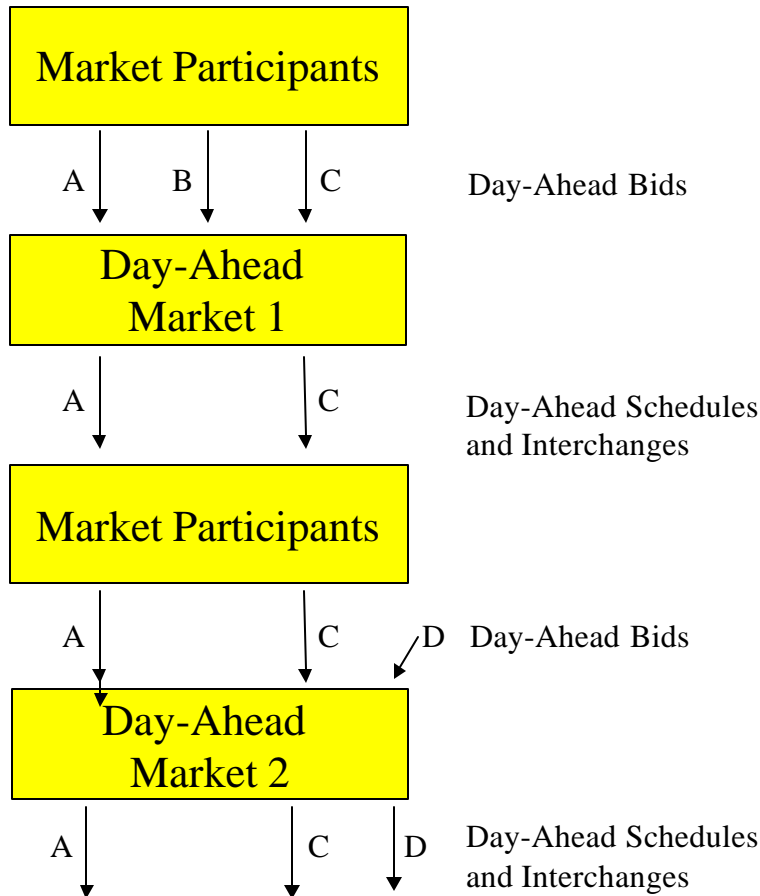 Market Participants
A B C Day-Ahead Bids
Day-Ahead
Market 1
A C Day-Ahead Schedules
and Interchanges
Market Participants
A C D Day-Ahead Bids
Day-Ahead
Market 2
A C D Day-Ahead Schedules
and Interchanges